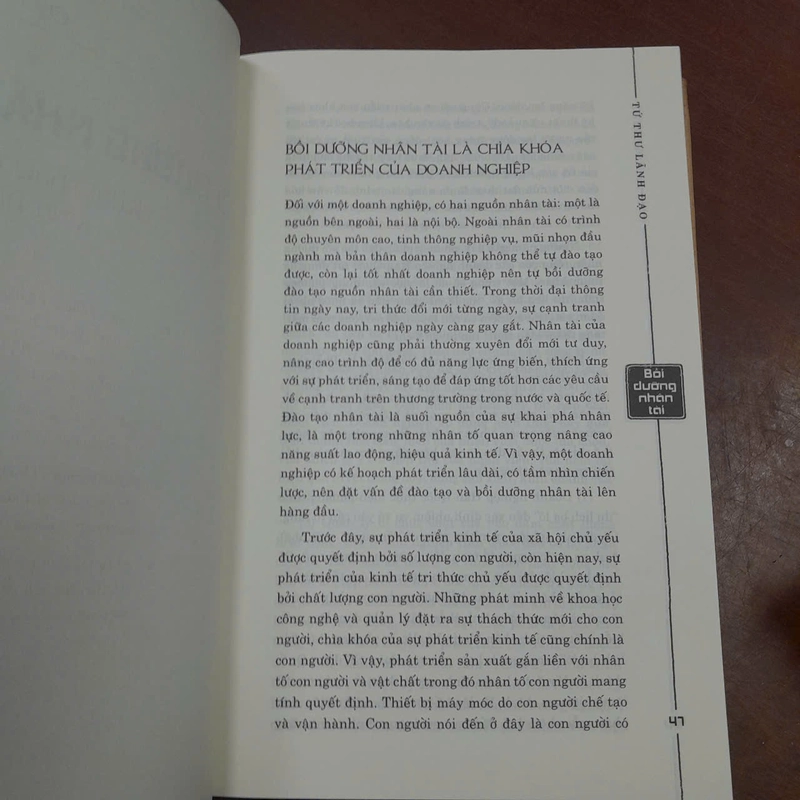 BỒI DƯỠNG NHÂN TÀI LÀ CHÌA KHÓA
PHÁT TRIỂN CỦA DOANH NGHIỆP
Đối với một doanh nghiệp, có hai nguồn nhân tài: một là
nguồn bên ngoài, hai là nội bộ. Ngoài nhân tài có trình
độ chuyên môn cao, tinh thông nghiệp vụ, mũi nhọn đầu
ngành mà bản thân doanh nghiệp không thể tự đào tạo
được, còn lại tốt nhất doanh nghiệp nên tự bồi dưỡng
đào tạo nguồn nhân tài cần thiết. Trong thời đại thông
tin ngày nay, tri thức đổi mới từng ngày, sự cạnh tranh
giữa các doanh nghiệp ngày càng gay gắt. Nhân tài của
doanh nghiệp cũng phải thường xuyên đổi mới tư duy,
nâng cao trình độ để có đủ năng lực ứng biến, thích ứng
với sự phát triển, sáng tạo để đáp ứng tốt hơn các yêu cầu
về cạnh tranh trên thương trường trong nước và quốc tế.
Đào tạo nhân tài là suối nguồn của sự khai phá nhân
lực, là một trong những nhân tố quan trọng nâng cao
năng suất lao động, hiệu quả kinh tế. Vì vậy, một doanh
nghiệp có kế hoạch phát triển lâu dài, có tầm nhìn chiến
lược, nên đặt vấn đề đào tạo và bồi dưỡng nhân tài lên
hàng đầu.
Trước đây, sự phát triển kinh tế của xã hội chủ yếu
được quyết định bởi số lượng con người, còn hiện nay, sự
phát triển của kinh tế tri thức chủ yếu được quyết định
bởi chất lượng con người. Những phát minh về khoa học
công nghệ và quản lý đặt ra sự thách thức mới cho con
người, chìa khóa của sự phát triển kinh tế cũng chính là
con người. Vì vậy, phát triển sản xuất gắn liền với nhân
tố con người và vật chất trong đó nhân tố con người mang
tính quyết định. Thiết bị máy móc do con người chế tạo
và vận hành. Con người nói đến ở đây là con người có
TỨ THƯ LÃNH ĐẠO
Bồi
dưỡng
nhân
tài
47